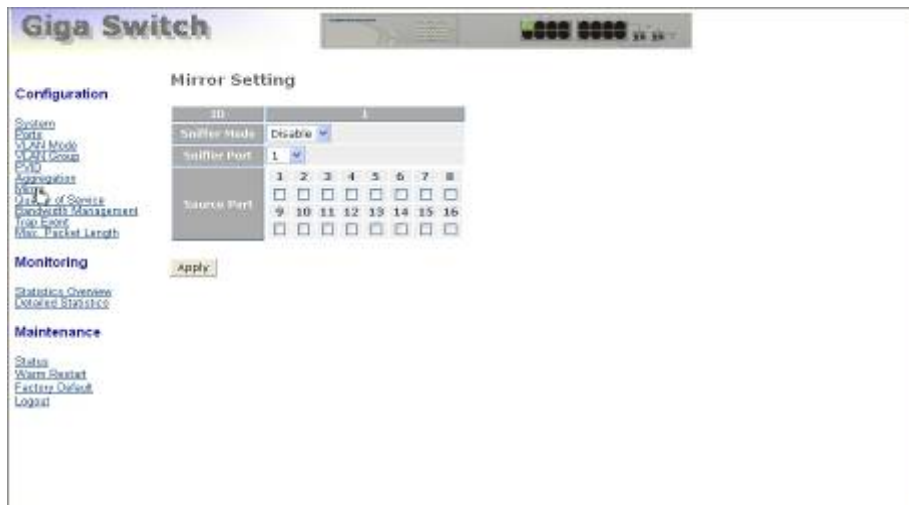 Giga Switch
Configuration
System
Ports
VLAN Mode
VLAN Group
PVID
Aggregation
Mirror
Quality of Service
Bandwidth Management
Trap Event
Max. Packet Length
Monitoring
Statistics Overview
Detailed Statistics
Maintenance
Status
Warm Restart
Factory Default
Logout
Mirror Setting
ID 1
Sniffer Mode Disable
Sniffer Port 1
Source Port
1 2 3 4 5 6 7 8
9 10 11 12 13 14 15 16
Apply